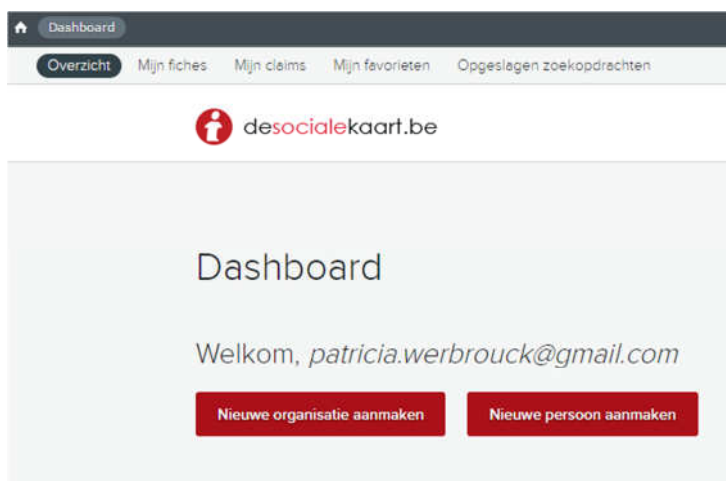 Dashboard
Overzicht Mijn fiches Mijn claims Mijn favorieten Opgeslagen zoekopdrachten
desocialekaart.be
Dashboard
Welkom, patricia.werbrouck@gmail.com
Nieuwe organisatie aanmaken Nieuwe persoon aanmaken